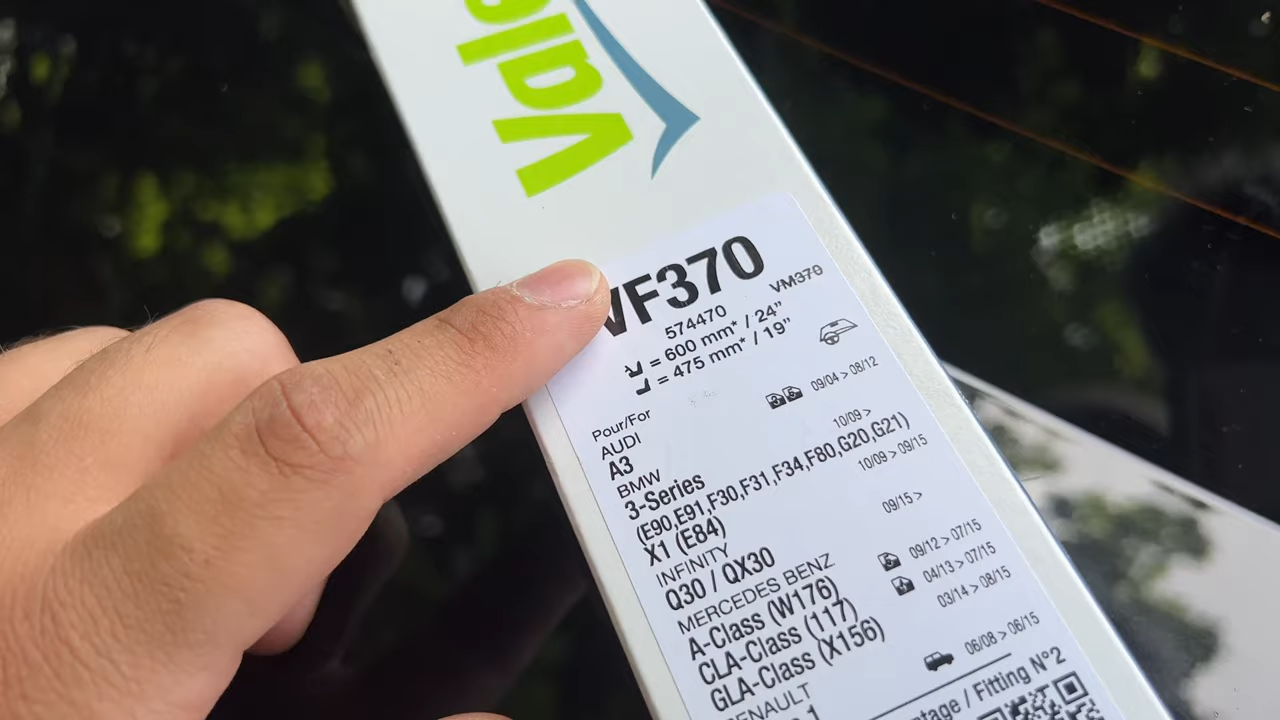 Vale
VF370
574470 VM370
= 600 mm* / 24"
= 475 mm* / 19"
Pour/For
AUDI
A3 09/04 > 08/12
BMW
3-Series 10/09 >
(E90,E91,F30,F31,F34,F80,G20,G21)
X1 (E84) 10/09 > 09/15
INFINITY
Q30 / QX30 09/15 >
MERCEDES BENZ
A-Class (W176) 09/12 > 07/15
CLA-Class (117) 04/13 > 07/15
GLA-Class (X156) 03/14 > 08/15
RENAULT
06/08 > 06/15
ntage / Fitting N°2